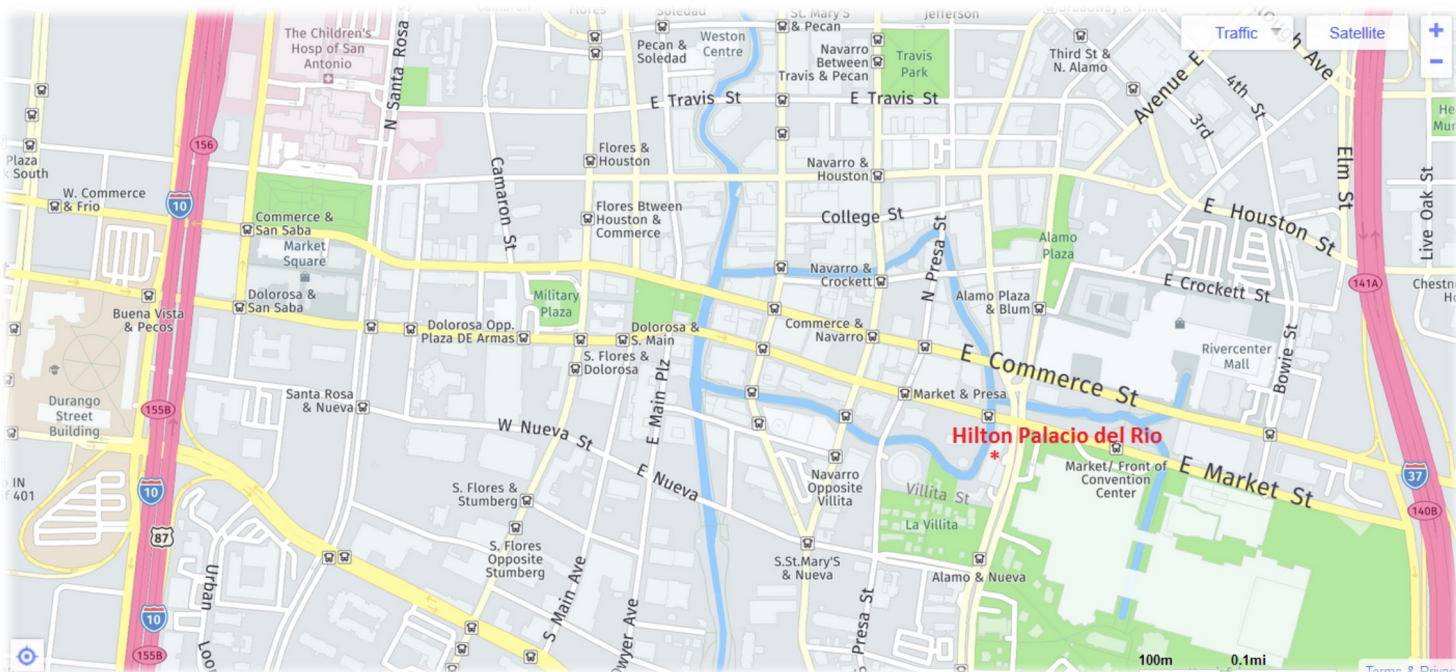 Soledad
St. Mary'S
& Pecan
Jefferson
The Children's
Hosp of San
Antonio
N Santa Rosa
Pecan &
Soledad
Weston
Centre
Navarro
Between
Travis & Pecan
Travis
Park
Third St &
N. Alamo
Traffic
Satellite
+
−
Avenue E
4th St
3rd
E Travis St
E Travis St
156
Plaza
k South
W. Commerce
& Frio
10
Flores &
Houston
Camaron St
Navarro &
Houston
Elm St
Live Oak St
Commerce &
San Saba
Market
Square
Flores Btween
Houston &
Commerce
College St
N Presa St
E Houston St
Alamo
Plaza
Navarro &
Crockett
E Crockett St
141A
Buena Vista
& Pecos
Dolorosa &
San Saba
Military
Plaza
Alamo Plaza
& Blum
Dolorosa Opp.
Plaza DE Armas
Dolorosa &
S. Main
Commerce &
Navarro
S. Flores &
Dolorosa
E Commerce St
Rivercenter
Mall
Bowie St
Durango
Street
Building
155B
Santa Rosa
& Nueva
E Main Plz
Market & Presa
W Nueva St
Hilton Palacio del Rio
*
E Nueva
Market/ Front of
Convention
Center
E Market St
37
IN
f 401
10
S. Flores &
Stumberg
Navarro
Opposite
Villita
Villita St
La Villita
140B
87
S. Flores
Opposite
Stumberg
S.St.Mary'S
& Nueva
Alamo & Nueva
Urban
Loop
S Main Ave
Dwyer Ave
Presa St
10
155B
100m
0.1mi